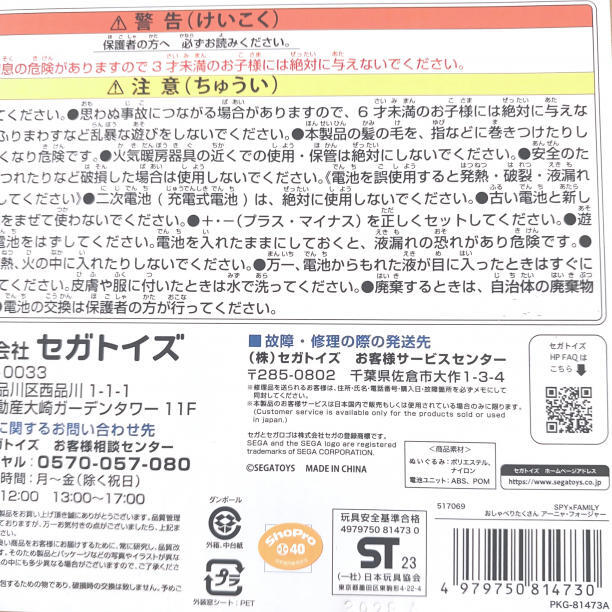 警告(けいこく)
保護者の方へ 必ずお読みください。
息の危険がありますので3才未満のお子様には絶対に与えないでください。
注意(ちゅうい)
てください。●思わぬ事故につながる場合がありますので、6才未満のお子様には絶対に与えな
ふりまわすなど乱暴な遊びをしないでください。●本製品の髪の毛を、指などに巻きつけたりし
くなり危険です。●火気暖房器具の近くでの使用・保管は絶対にしないでください。●安全のた
つれたりなど破損した場合は使用しないでください。《電池を誤使用すると発熱・破裂・液漏れ
してください》●二次電池(充電式電池)は、絶対に使用しないでください。●古い電池と新し
をまぜて使わないでください。●+・-(プラス・マイナス)を正しくセットしてください。●遊
電池をはずしてください。電池を入れたままにしておくと、液漏れの恐れがあり危険です。●
熱、火の中に入れたりしないでください。●万一、電池からもれた液が目に入ったときはすぐに
てください。皮膚や服に付いたときは水で洗ってください。●廃棄するときは、自治体の廃棄物
●電池の交換は保護者の方が行ってください。
会社 セガトイズ
-0033
品川区西品川 1-1-1
動産大崎ガーデンタワー 11F
に関するお問い合わせ先
ガトイズ お客様相談センター
ヤル: 0570-057-080
時間: 月~金(除く祝日)
12:00 13:00~17:00
■故障・修理の際の発送先
(株)セガトイズ お客様サービスセンター
〒285-0802 千葉県佐倉市大作1-3-4
※修理品を送られるお客様は、住所・氏名・電話番号・購入日・故障箇所を必ずメモにして
同封してください。
※本製品のお客様サービスは日本国内で販売もしくは使用されている場合のみに限ります。
(Customer service is available only for the products sold or used
in japan.)
セガとセガロゴは株式会社セガの登録商標です。
SEGA and the SEGA logo are registered
trademarks of SEGA CORPORATION.
©SEGATOYS MADE IN CHINA
<商品素材>
ぬいぐるみ: ポリエステル、
ナイロン
電池ユニット: ABS, POM
セガトイズ
HP FAQ は
こちら
セガトイズ ホームページアドレス
https://www.segatoys.co.jp
ダンボール
外箱、中台紙
プラ
外袋窓シート: PET
ShoPro
40
玩具安全基準合格
4979750 81473 0
ST 23
(一社)日本玩具協会
東京都墨田区東駒形4-22-4
517069
SPY×FAMILY
おしゃべりたくさん アーニャ・フォージャー
4 979750 814730
PKG-81473A